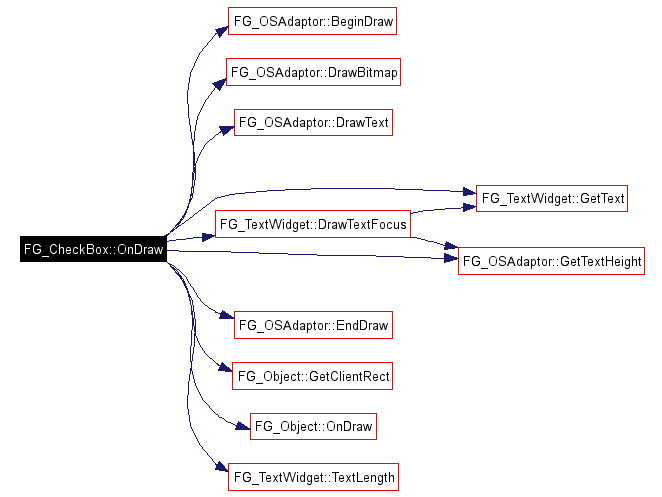 FG_OSAdaptor::BeginDraw
FG_OSAdaptor::DrawBitmap
FG_OSAdaptor::DrawText
FG_TextWidget::GetText
FG_TextWidget::DrawTextFocus
FG_CheckBox::OnDraw
FG_OSAdaptor::GetTextHeight
FG_OSAdaptor::EndDraw
FG_Object::GetClientRect
FG_Object::OnDraw
FG_TextWidget::TextLength